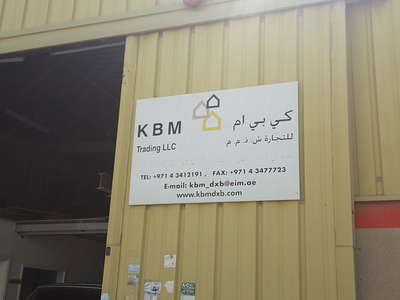 KBM
Trading LLC
كي بي ام
للتجارة ش. ذ. م. م
TEL: +971 4 3412191 , FAX: +971 4 3477723
E-mail: kbm_dxb@eim.ae
www.kbmdxb.com